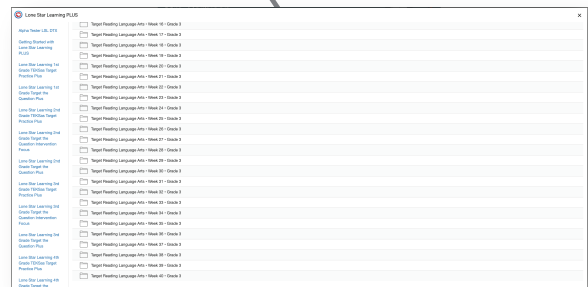 Lone Star Learning PLUS
×
Alpha Tester LSL DTS
Getting Started with
Lone Star Learning
PLUS
Lone Star Learning 1st
Grade TEKSas Target
Practice Plus
Lone Star Learning 1st
Grade Target the
Question Plus
Lone Star Learning 2nd
Grade TEKSas Target
Practice Plus
Lone Star Learning 2nd
Grade Target the
Question Intervention
Focus
Lone Star Learning 2nd
Grade Target the
Question Plus
Lone Star Learning 3rd
Grade TEKSas Target
Practice Plus
Lone Star Learning 3rd
Grade Target the
Question Intervention
Focus
Lone Star Learning 3rd
Grade Target the
Question Plus
Lone Star Learning 4th
Grade TEKSas Target
Practice Plus
Lone Star Learning 4th
Grade Target the
Target Reading Language Arts - Week 16 - Grade 3
Target Reading Language Arts - Week 17 - Grade 3
Target Reading Language Arts - Week 18 - Grade 3
Target Reading Language Arts - Week 19 - Grade 3
Target Reading Language Arts - Week 20 - Grade 3
Target Reading Language Arts - Week 21 - Grade 3
Target Reading Language Arts - Week 22 - Grade 3
Target Reading Language Arts - Week 23 - Grade 3
Target Reading Language Arts - Week 24 - Grade 3
Target Reading Language Arts - Week 25 - Grade 3
Target Reading Language Arts - Week 26 - Grade 3
Target Reading Language Arts - Week 27 - Grade 3
Target Reading Language Arts - Week 28 - Grade 3
Target Reading Language Arts - Week 29 - Grade 3
Target Reading Language Arts - Week 30 - Grade 3
Target Reading Language Arts - Week 31 - Grade 3
Target Reading Language Arts - Week 32 - Grade 3
Target Reading Language Arts - Week 33 - Grade 3
Target Reading Language Arts - Week 34 - Grade 3
Target Reading Language Arts - Week 35 - Grade 3
Target Reading Language Arts - Week 36 - Grade 3
Target Reading Language Arts - Week 37 - Grade 3
Target Reading Language Arts - Week 38 - Grade 3
Target Reading Language Arts - Week 39 - Grade 3
Target Reading Language Arts - Week 40 - Grade 3